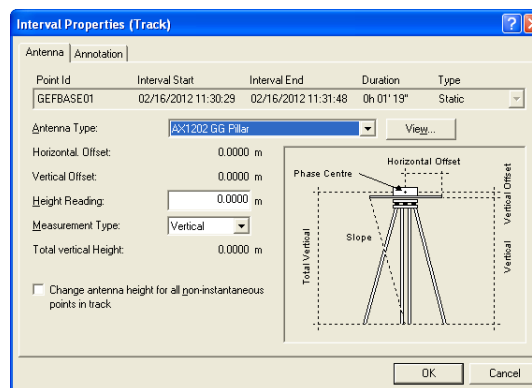 Interval Properties (Track)
Antenna Annotation
Point Id Interval Start Interval End Duration Type
GEFBASE01 02/16/2012 11:30:29 02/16/2012 11:31:48 0h 01' 19" Static
Antenna Type: AX1202 GG Pillar View...
Horizontal. Offset: 0.0000 m
Vertical Offset: 0.0000 m
Height Reading: 0.0000 m
Measurement Type: Vertical
Total vertical Height: 0.0000 m
Change antenna height for all non-instantaneous
points in track
Horizontal Offset
Phase Centre
Vertical Offset
Slope
Total Vertical
Vertical
OK Cancel